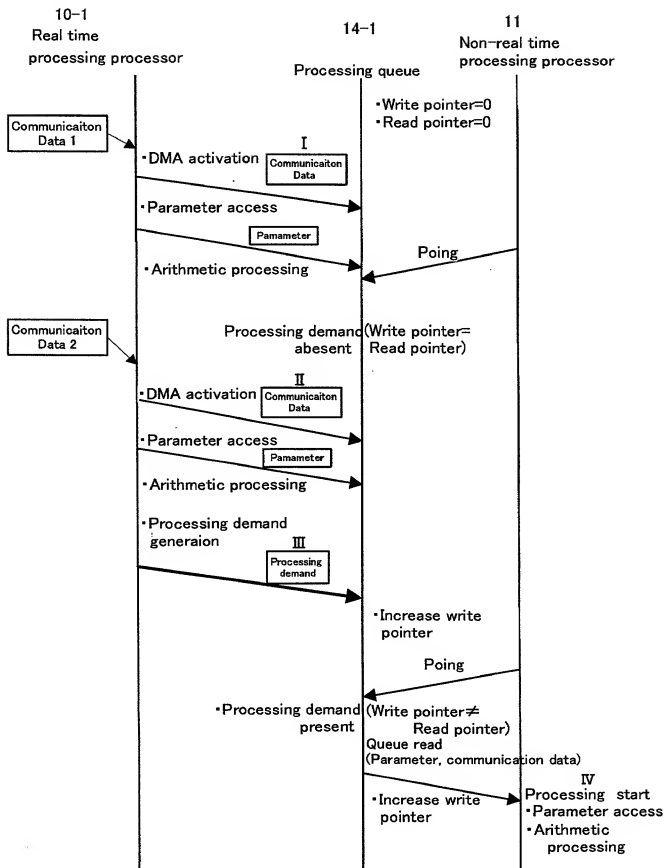 10-1
Real time
processing processor
14-1
Processing queue
11
Non-real time
processing processor
・Write pointer=0
・Read pointer=0
Communicaiton
Data 1
・DMA activation
I
Communicaiton
Data
・Parameter access
Pamameter
・Arithmetic processing
Poing
Communicaiton
Data 2
Processing demand (Write pointer=
abesent Read pointer)
・DMA activation
II
Communicaiton
Data
・Parameter access
Pamameter
・Arithmetic processing
・Processing demand
generaion
III
Processing
demand
・Increase write
pointer
Poing
・Processing demand (Write pointer≠
present Read pointer)
Queue read
(Parameter, communication data)
・Increase write
pointer
IV
Processing start
・Parameter access
・Arithmetic
processing